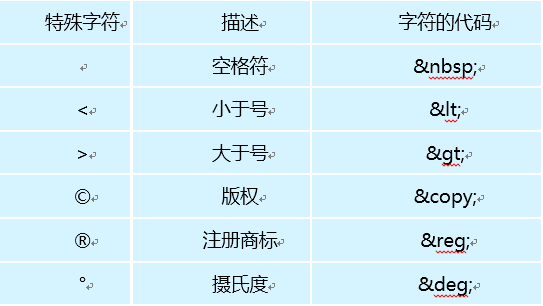 特殊字符 描述 字符的代码
空格符 &nbsp;
< 小于号 &lt;
> 大于号 &gt;
© 版权 &copy;
® 注册商标 &reg;
° 摄氏度 &deg;